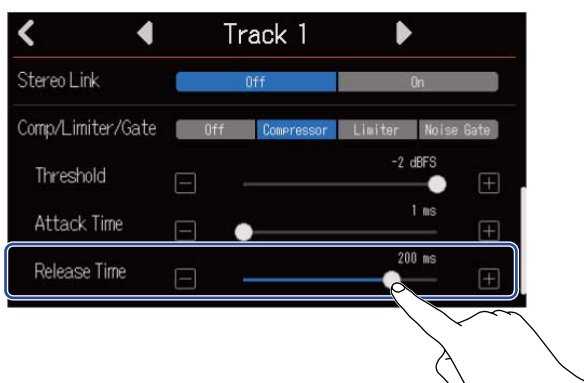 Track 1
Stereo Link Off On
Comp/Limiter/Gate Off Compressor Limiter Noise Gate
Threshold -2 dBFS
Attack Time 1 ms
Release Time 200 ms